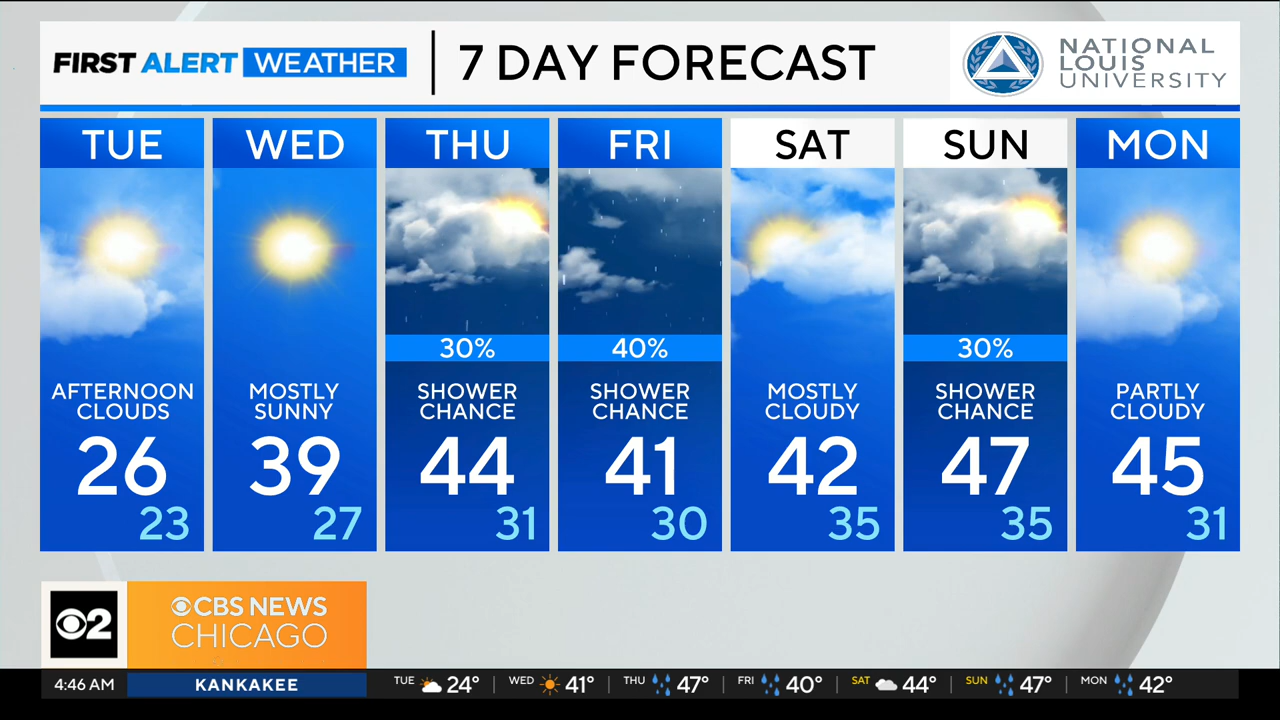 FIRST ALERT WEATHER 7 DAY FORECAST
NATIONAL
LOUIS
UNIVERSITY
TUE WED THU FRI SAT SUN MON
30% 40% 30%
AFTERNOON CLOUDS MOSTLY SUNNY SHOWER CHANCE SHOWER CHANCE MOSTLY CLOUDY SHOWER CHANCE PARTLY CLOUDY
26 39 44 41 42 47 45
23 27 31 30 35 35 31
2 CBS NEWS
CHICAGO
4:46 AM KANKAKEE TUE 24° WED 41° THU 47° FRI 40° SAT 44° SUN 47° MON 42°